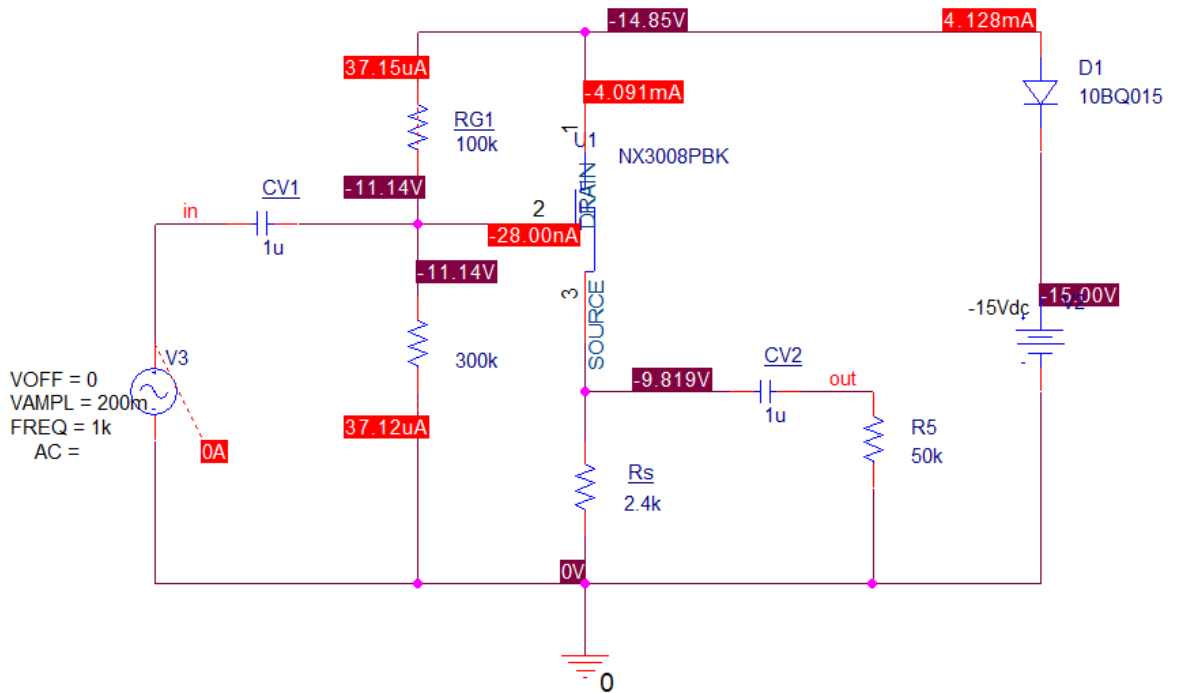 -14.85V
4.128mA
37.15uA
D1
10BQ015
-4.091mA
RG1
100k
1
U1
NX3008PBK
DRAIN
-11.14V
CV1
in
1u
2
-28.00nA
-11.14V
3
SOURCE
-15.00V
-15Vdc
V2
300k
V3
VOFF = 0
VAMPL = 200m
FREQ = 1k
AC =
0A
37.12uA
-9.819V
CV2
1u
out
R5
50k
Rs
2.4k
0V
0